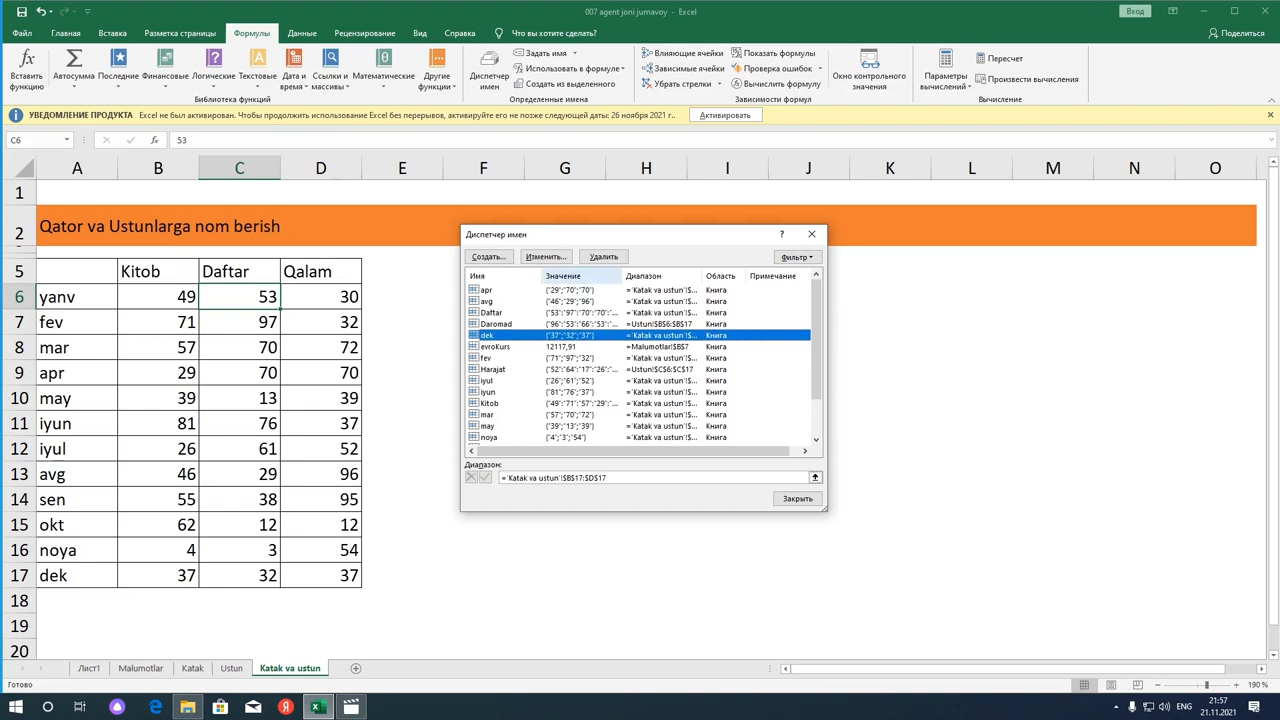 007 agent joni jumavoy - Excel
Вход
Файл Главная Вставка Разметка страницы Формулы Данные Рецензирование Вид Справка Что вы хотите сделать? Поделиться
Вставить функцию
Автосумма
Последние
Финансовые
Логические
Текстовые
Дата и время
Ссылки и массивы
Математические
Другие функции
Библиотека функций
Диспетчер имен
Задать имя
Использовать в формуле
Создать из выделенного
Определенные имена
Влияющие ячейки
Зависимые ячейки
Убрать стрелки
Показать формулы
Проверка ошибок
Вычислить формулу
Зависимости формул
Окно контрольного значения
Параметры вычислений
Пересчет
Произвести вычисления
Вычисление
УВЕДОМЛЕНИЕ ПРОДУКТА Excel не был активирован. Чтобы продолжить использование Excel без перерывов, активируйте его не позже следующей даты: 26 ноября 2021 г.. Активировать
C6 fx 53
A B C D E F G H I J K L M N O
1
2 Qator va Ustunlarga nom berish
5 Kitob Daftar Qalam
6 yanv 49 53 30
7 fev 71 97 32
8 mar 57 70 72
9 apr 29 70 70
10 may 39 13 39
11 iyun 81 76 37
12 iyul 26 61 52
13 avg 46 29 96
14 sen 55 38 95
15 okt 62 12 12
16 noya 4 3 54
17 dek 37 32 37
18
19
20
Диспетчер имен ?
Создать... Изменить... Удалить Фильтр
Имя Значение Диапазон Область Примечание
apr {"29";"70";"70"} ='Katak va ustun'!$... Книга
avg {"46";"29";"96"} ='Katak va ustun'!$... Книга
Daftar {"53":"97":"70":"70":... ='Katak va ustun'!$... Книга
Daromad {"96":"53":"66":"53":... =Ustun!$B$6:$B$17 Книга
dek {"37";"32";"37"} ='Katak va ustun'!$... Книга
evroKurs 12117,91 =Malumotlar!$B$7 Книга
fev {"71";"97";"32"} ='Katak va ustun'!$... Книга
Harajat {"52":"64":"17":"26":... =Ustun!$C$6:$C$17 Книга
iyul {"26";"61";"52"} ='Katak va ustun'!$... Книга
iyun {"81";"76";"37"} ='Katak va ustun'!$... Книга
Kitob {"49":"71":"57":"29":... ='Katak va ustun'!$... Книга
mar {"57";"70";"72"} ='Katak va ustun'!$... Книга
may {"39";"13";"39"} ='Katak va ustun'!$... Книга
noya {"4";"3";"54"} ='Katak va ustun'!$... Книга
Диапазон:
='Katak va ustun'!$B$17:$D$17
Закрыть
Лист1 Malumotlar Katak Ustun Katak va ustun
Готово 190 %
ENG 21:57
21.11.2021